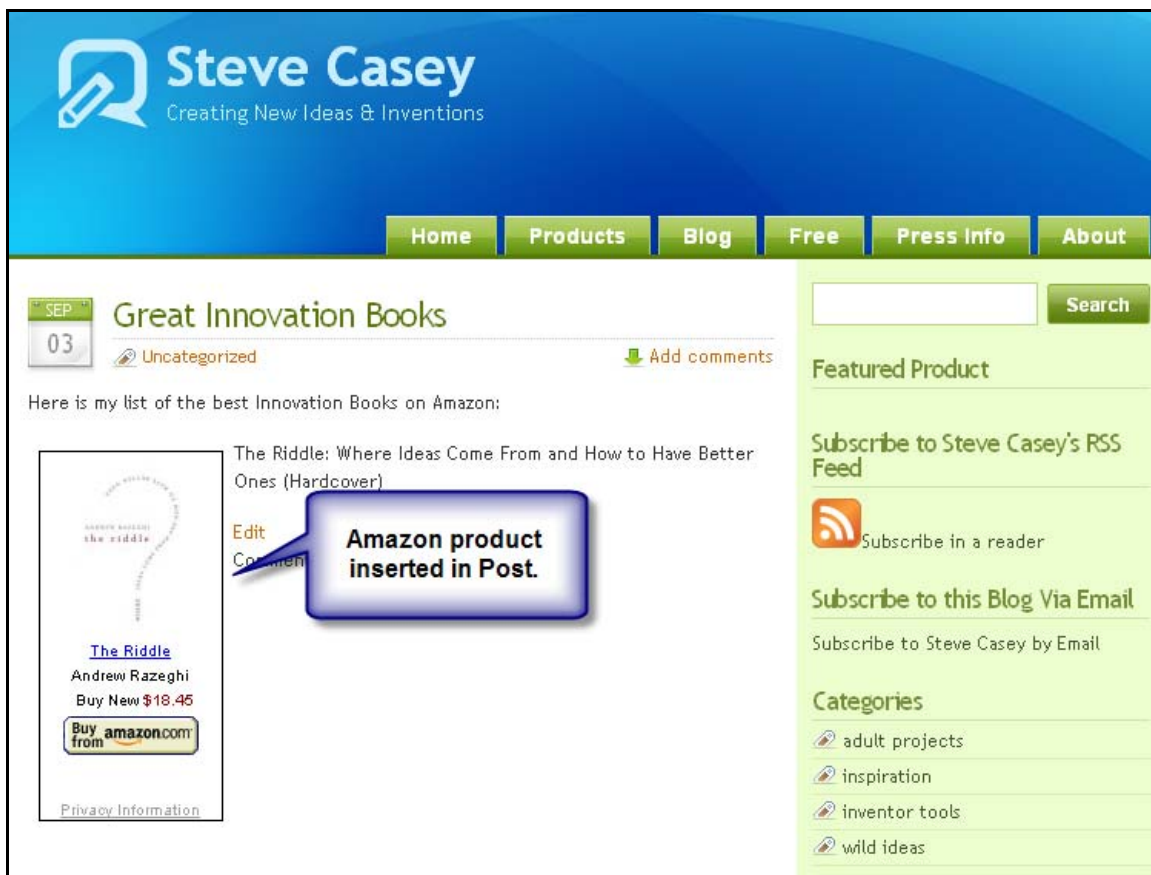 Steve Casey
Creating New Ideas & Inventions
Home Products Blog Free Press Info About
SEP
03
Great Innovation Books
Uncategorized
Add comments
Here is my list of the best Innovation Books on Amazon:
The Riddle: Where Ideas Come From and How to Have Better
Ones (Hardcover)
Edit
Amazon product
inserted in Post.
the riddle
The Riddle
Andrew Razeghi
Buy New $18.45
Buy from amazon.com
Privacy Information
Search
Featured Product
Subscribe to Steve Casey's RSS
Feed
Subscribe in a reader
Subscribe to this Blog Via Email
Subscribe to Steve Casey by Email
Categories
adult projects
inspiration
inventor tools
wild ideas